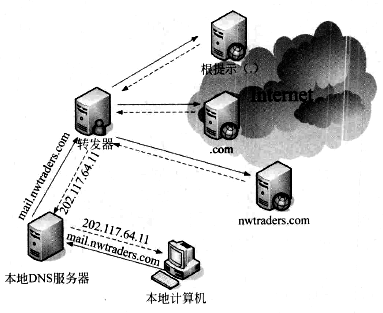 根提示（.）
Internet
.com
转发器
nwtraders.com
mail.nwtraders.com
202.117.64.11
202.117.64.11
mail.nwtraders.com
本地DNS服务器
本地计算机